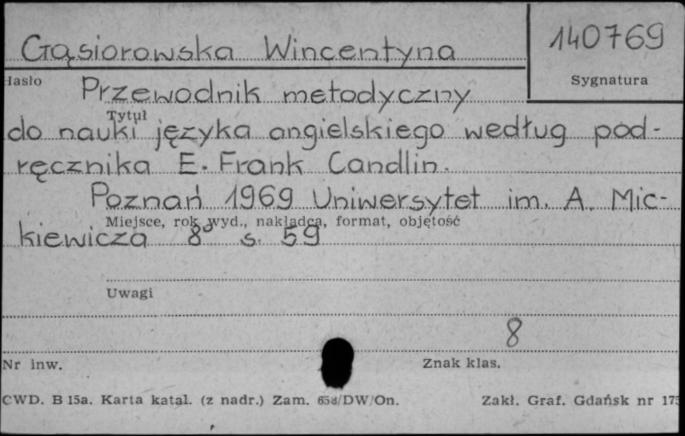 Gąsiorowska Wincentyna
140769
Hasło
Sygnatura
Przewodnik metodyczny
Tytuł
do nauki języka angielskiego według pod-
ręcznika E. Frank Candlin.
Poznań 1969 Uniwersytet im. A. Mic-
Miejsce, rok wyd., nakładca, format, objętość
kiewicza 8° s. 59
Uwagi
8
Nr inw.
Znak klas.
CWD. B 15a. Karta katal. (z nadr.) Zam. DW/On.
Zakł. Graf. Gdańsk nr 175